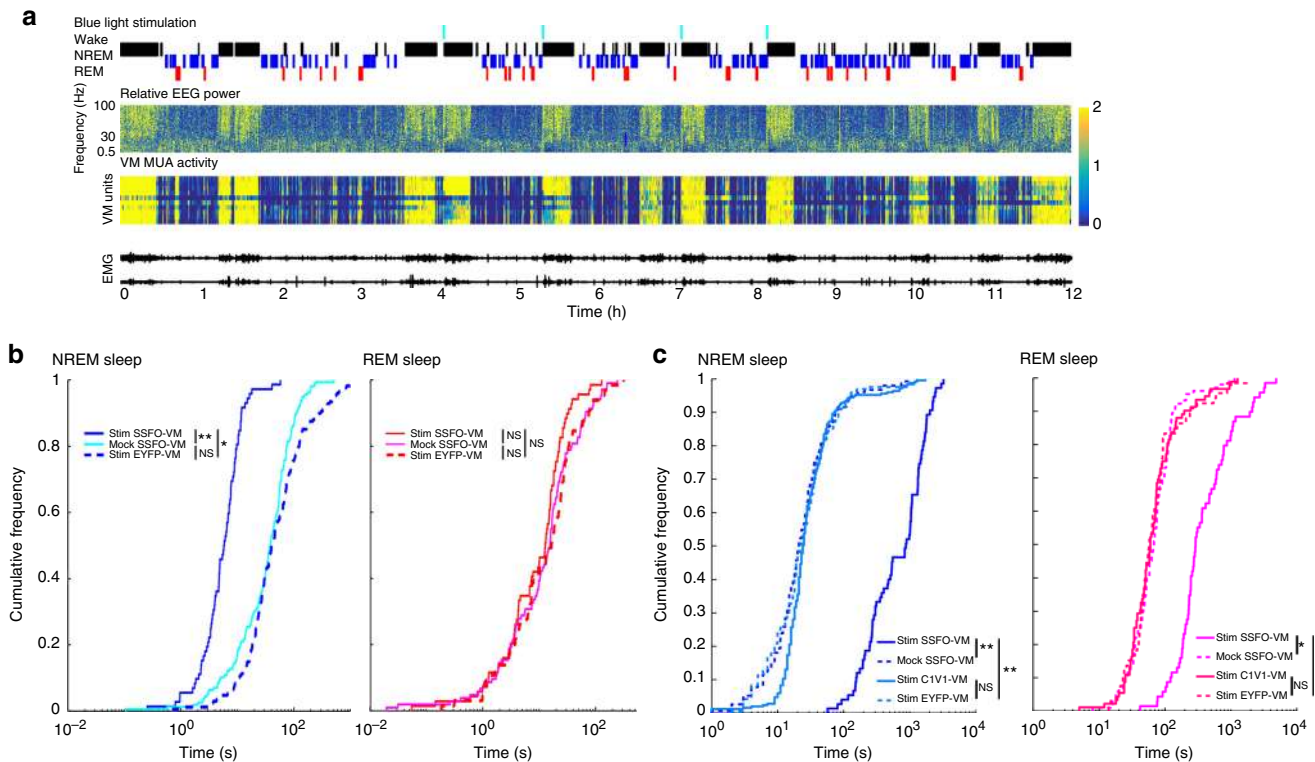 a
Blue light stimulation
Wake
NREM
REM
Relative EEG power
Frequency (Hz)
100
30
0.5
VM MUA activity
VM units
2
1
0
EMG
0 1 2 3 4 5 6 7 8 9 10 11 12
Time (h)
b
NREM sleep
REM sleep
Cumulative frequency
1
0.8
0.6
0.4
0.2
0
Stim SSFO-VM
Mock SSFO-VM
Stim EYFP-VM
** * NS
Stim SSFO-VM
Mock SSFO-VM
Stim EYFP-VM
NS NS NS
10⁻² 10⁰ 10²
Time (s)
10⁻² 10⁰ 10²
Time (s)
c
NREM sleep
REM sleep
Cumulative frequency
1
0.9
0.8
0.7
0.6
0.5
0.4
0.3
0.2
0.1
0
Stim SSFO-VM
Mock SSFO-VM
Stim C1V1-VM
Stim EYFP-VM
** NS **
Stim SSFO-VM
Mock SSFO-VM
Stim C1V1-VM
Stim EYFP-VM
* NS
10⁰ 10¹ 10² 10³ 10⁴
Time (s)
10⁰ 10¹ 10² 10³ 10⁴
Time (s)